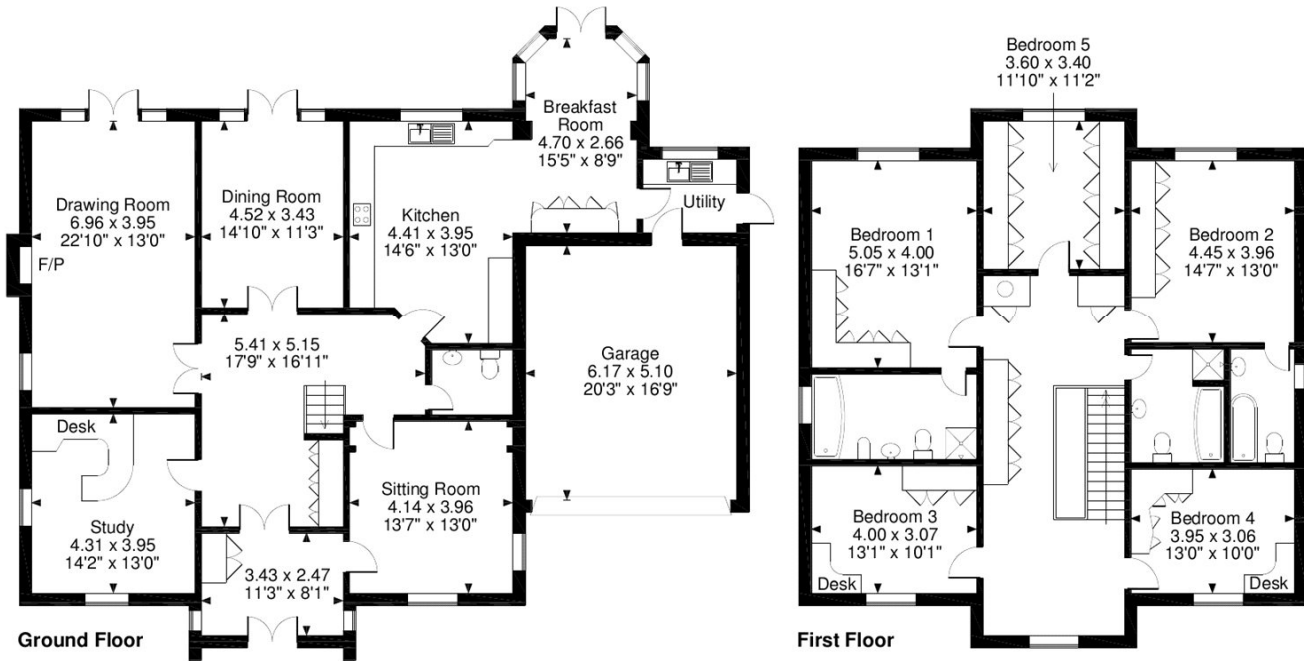 Bedroom 5
3.60 x 3.40
11'10" x 11'2"
Breakfast
Room
4.70 x 2.66
15'5" x 8'9"
Drawing Room
6.96 x 3.95
22'10" x 13'0"
F/P
Dining Room
4.52 x 3.43
14'10" x 11'3"
Kitchen
4.41 x 3.95
14'6" x 13'0"
Utility
5.41 x 5.15
17'9" x 16'11"
Garage
6.17 x 5.10
20'3" x 16'9"
Desk
Study
4.31 x 3.95
14'2" x 13'0"
Sitting Room
4.14 x 3.96
13'7" x 13'0"
3.43 x 2.47
11'3" x 8'1"
Ground Floor
Bedroom 1
5.05 x 4.00
16'7" x 13'1"
Bedroom 2
4.45 x 3.96
14'7" x 13'0"
Bedroom 3
4.00 x 3.07
13'1" x 10'1"
Desk
Bedroom 4
3.95 x 3.06
13'0" x 10'0"
Desk
First Floor